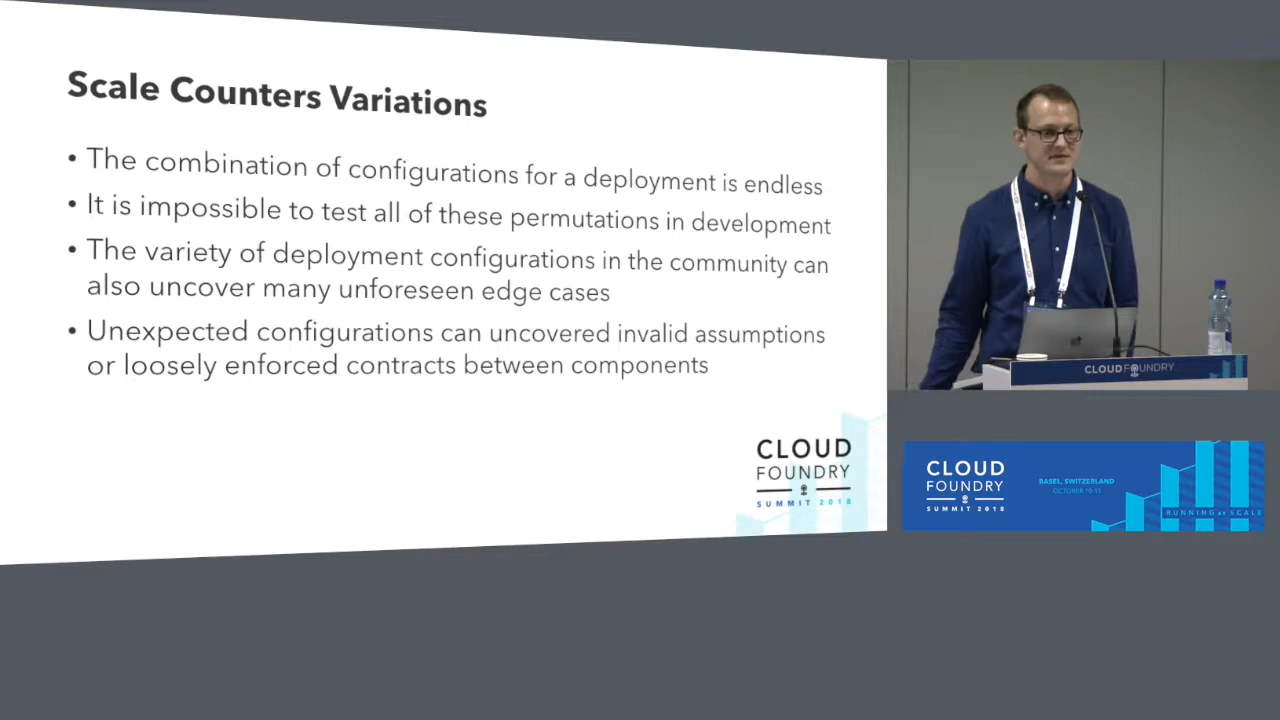 Scale Counters Variations
• The combination of configurations for a deployment is endless
• It is impossible to test all of these permutations in development
• The variety of deployment configurations in the community can
also uncover many unforeseen edge cases
• Unexpected configurations can uncovered invalid assumptions
or loosely enforced contracts between components
CLOUD
FOUNDRY
SUMMIT 2018
CLOUD FOUNDRY
CLOUD
FOUNDRY
SUMMIT 2018
BASEL, SWITZERLAND
OCTOBER 10-11
RUNNING at SCALE